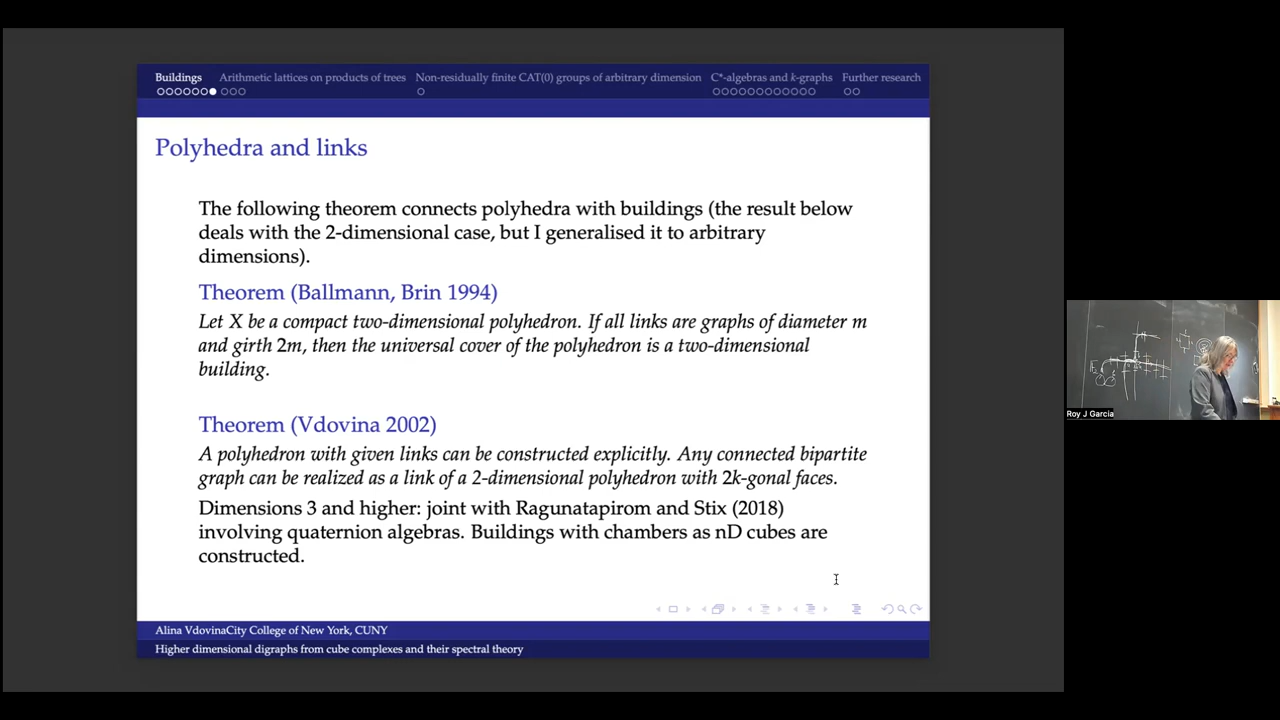 Buildings Arithmetic lattices on products of trees Non-residually finite CAT(0) groups of arbitrary dimension C*-algebras and k-graphs Further research
Polyhedra and links
The following theorem connects polyhedra with buildings (the result below
deals with the 2-dimensional case, but I generalised it to arbitrary
dimensions).
Theorem (Ballmann, Brin 1994)
Let X be a compact two-dimensional polyhedron. If all links are graphs of diameter m
and girth 2m, then the universal cover of the polyhedron is a two-dimensional
building.
Theorem (Vdovina 2002)
A polyhedron with given links can be constructed explicitly. Any connected bipartite
graph can be realized as a link of a 2-dimensional polyhedron with 2k-gonal faces.
Dimensions 3 and higher: joint with Ragunatapirom and Stix (2018)
involving quaternion algebras. Buildings with chambers as nD cubes are
constructed.
Alina VdovinaCity College of New York, CUNY
Higher dimensional digraphs from cube complexes and their spectral theory
Roy J Garcia